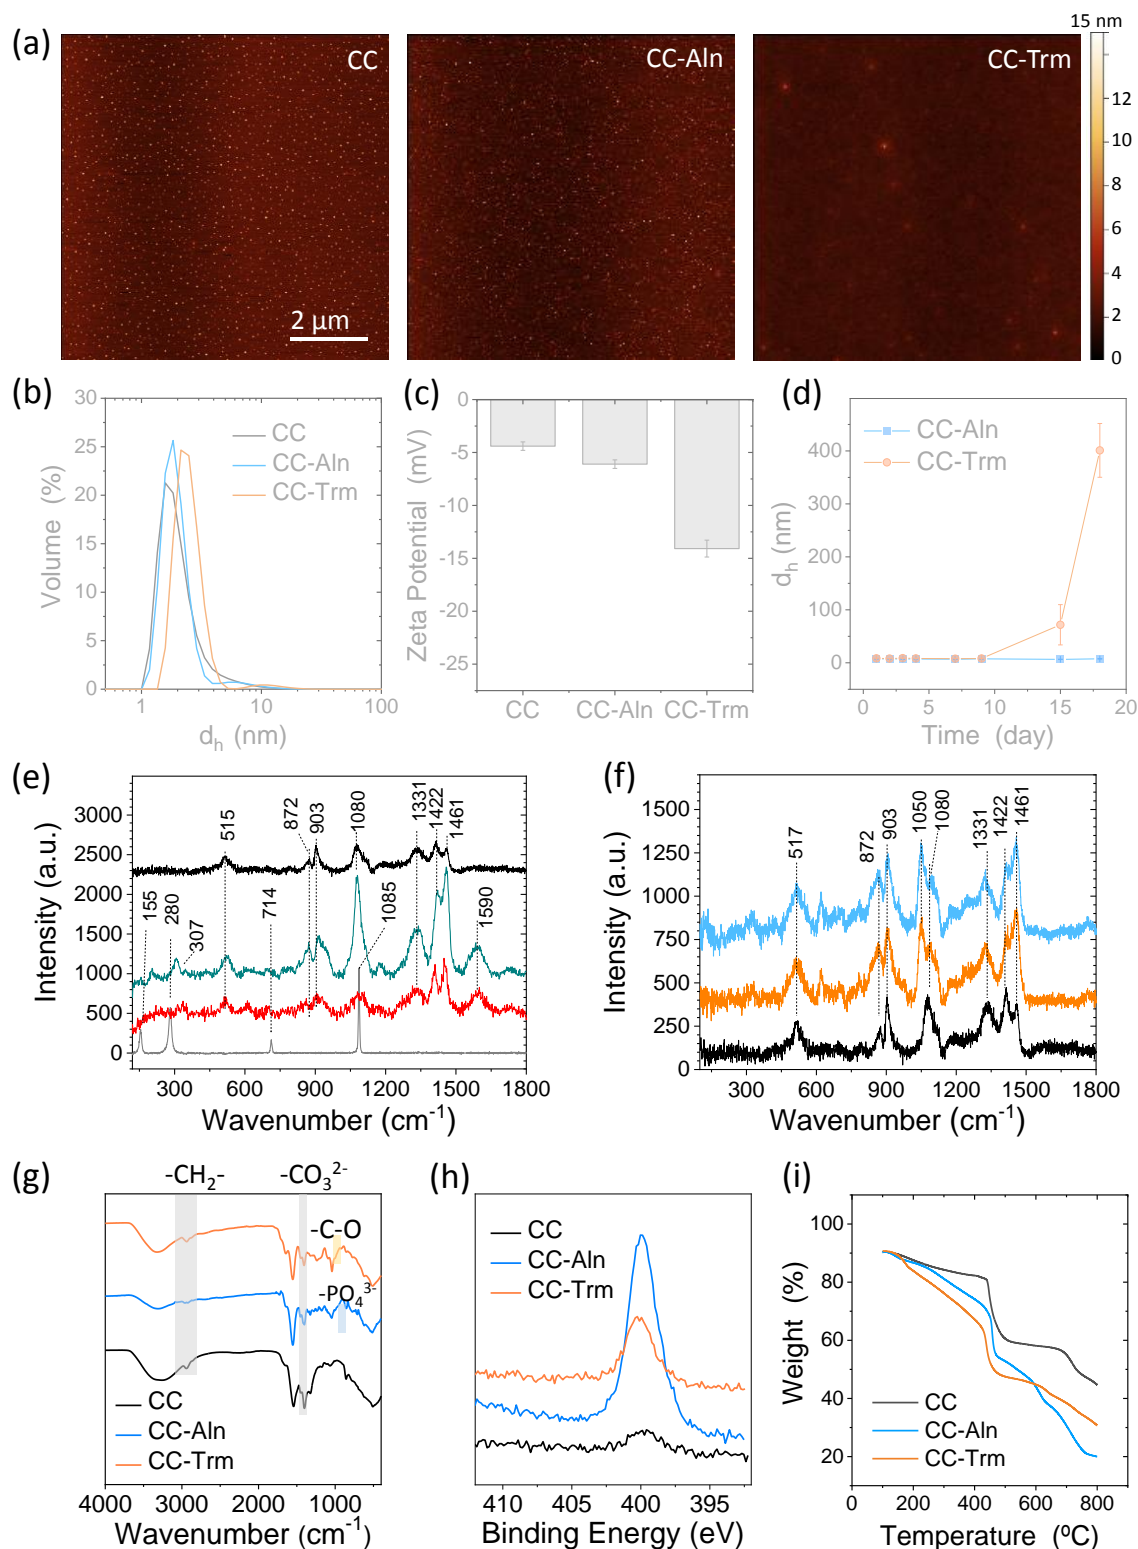 (a)
CC
CC-Aln
CC-Trm
2 μm
15 nm
12
10
8
6
4
2
0
(b)
Volume (%)
30
25
20
15
10
5
0
CC
CC-Aln
CC-Trm
1
10
100
d_h (nm)
(c)
Zeta Potential (mV)
0
-5
-10
-15
-20
-25
CC
CC-Aln
CC-Trm
(d)
d_h (nm)
400
300
200
100
0
CC-Aln
CC-Trm
0
5
10
15
20
Time (day)
(e)
Intensity (a.u.)
3000
2500
2000
1500
1000
500
0
155
280
307
515
714
872
903
1080
1085
1331
1422
1461
1590
300
600
900
1200
1500
1800
Wavenumber (cm⁻¹)
(f)
Intensity (a.u.)
1500
1250
1000
750
500
250
0
517
872
903
1050
1080
1331
1422
1461
300
600
900
1200
1500
1800
Wavenumber (cm⁻¹)
(g)
-CH₂-
-CO₃²⁻
-C-O
-PO₄³⁻
CC
CC-Aln
CC-Trm
4000
3000
2000
1000
Wavenumber (cm⁻¹)
(h)
CC
CC-Aln
CC-Trm
410
405
400
395
Binding Energy (eV)
(i)
Weight (%)
100
80
60
40
20
CC
CC-Aln
CC-Trm
0
200
400
600
800
Temperature (ºC)